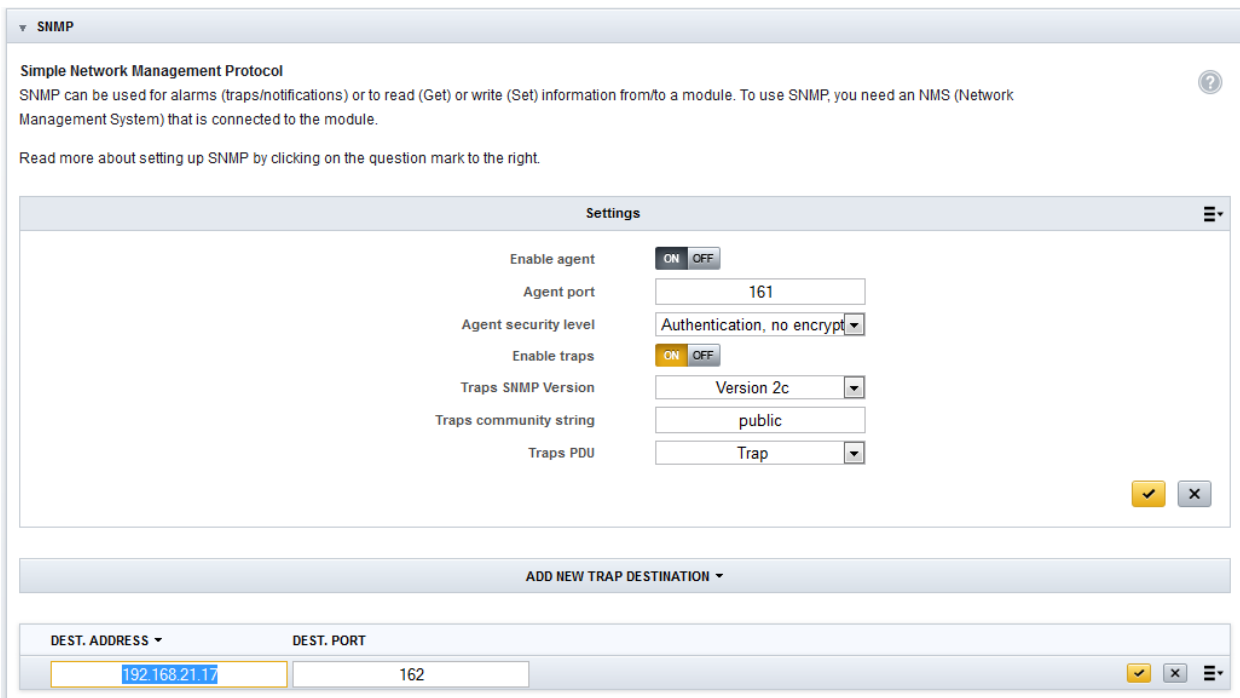 SNMP
Simple Network Management Protocol
SNMP can be used for alarms (traps/notifications) or to read (Get) or write (Set) information from/to a module. To use SNMP, you need an NMS (Network
Management System) that is connected to the module.
?
Read more about setting up SNMP by clicking on the question mark to the right.
Settings
Enable agent ON OFF
Agent port 161
Agent security level Authentication, no encrypt
Enable traps ON OFF
Traps SNMP Version Version 2c
Traps community string public
Traps PDU Trap
ADD NEW TRAP DESTINATION
DEST. ADDRESS DEST. PORT
192.168.21.17 162